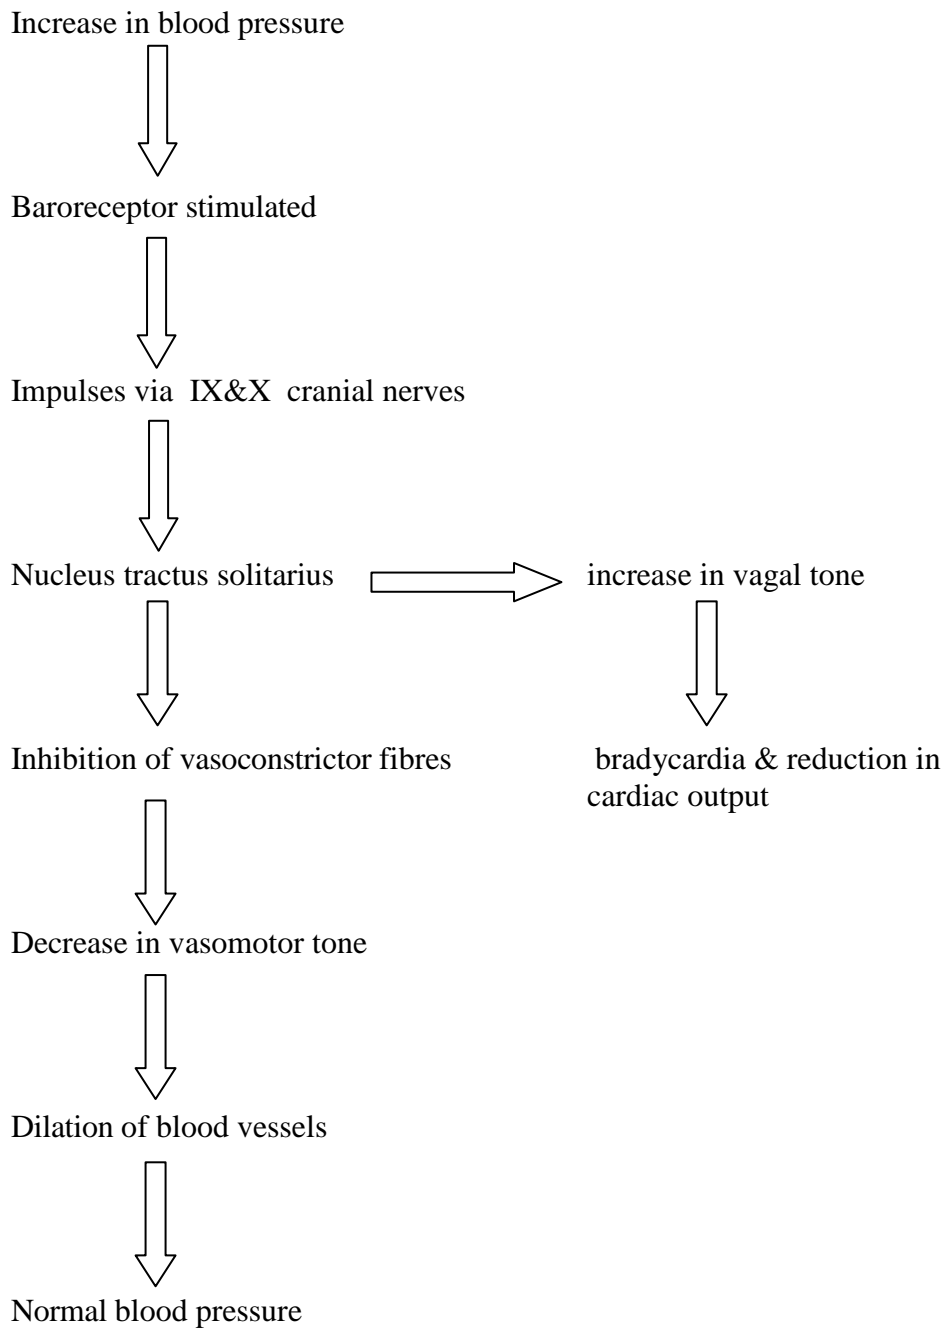 Increase in blood pressure
Baroreceptor stimulated
Impulses via IX&X cranial nerves
Nucleus tractus solitarius
increase in vagal tone
Inhibition of vasoconstrictor fibres
bradycardia & reduction in
cardiac output
Decrease in vasomotor tone
Dilation of blood vessels
Normal blood pressure